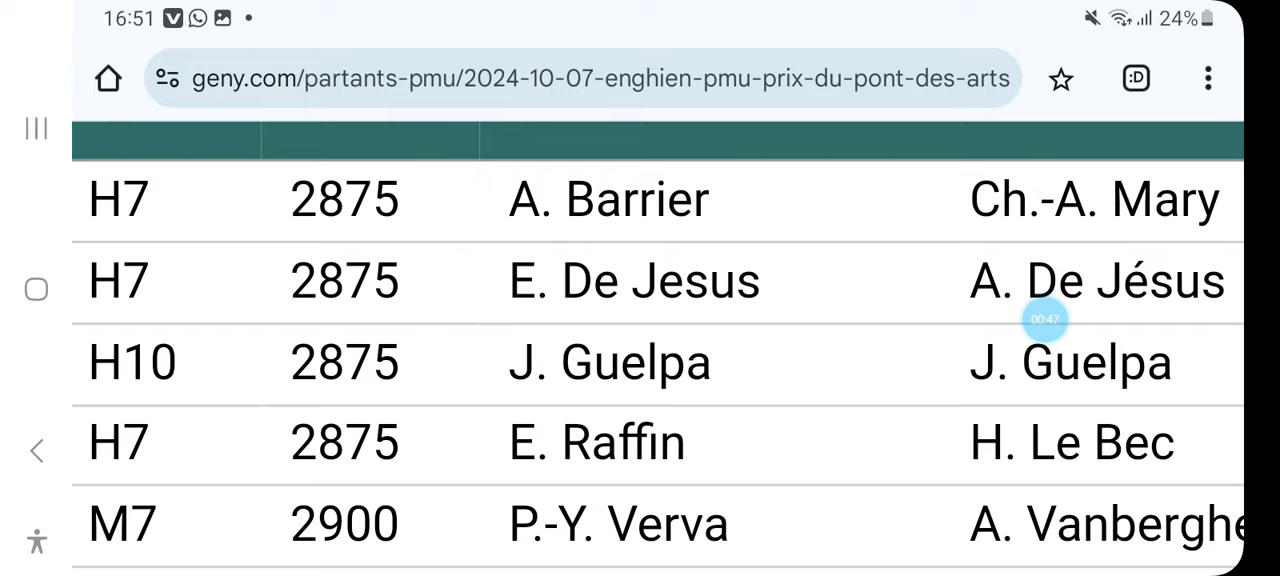 16:51 24%
geny.com/partants-pmu/2024-10-07-enghien-pmu-prix-du-pont-des-arts :D
H7 2875 A. Barrier Ch.-A. Mary
H7 2875 E. De Jesus A. De Jésus
00:47
H10 2875 J. Guelpa J. Guelpa
H7 2875 E. Raffin H. Le Bec
M7 2900 P.-Y. Verva A. Vanberghe